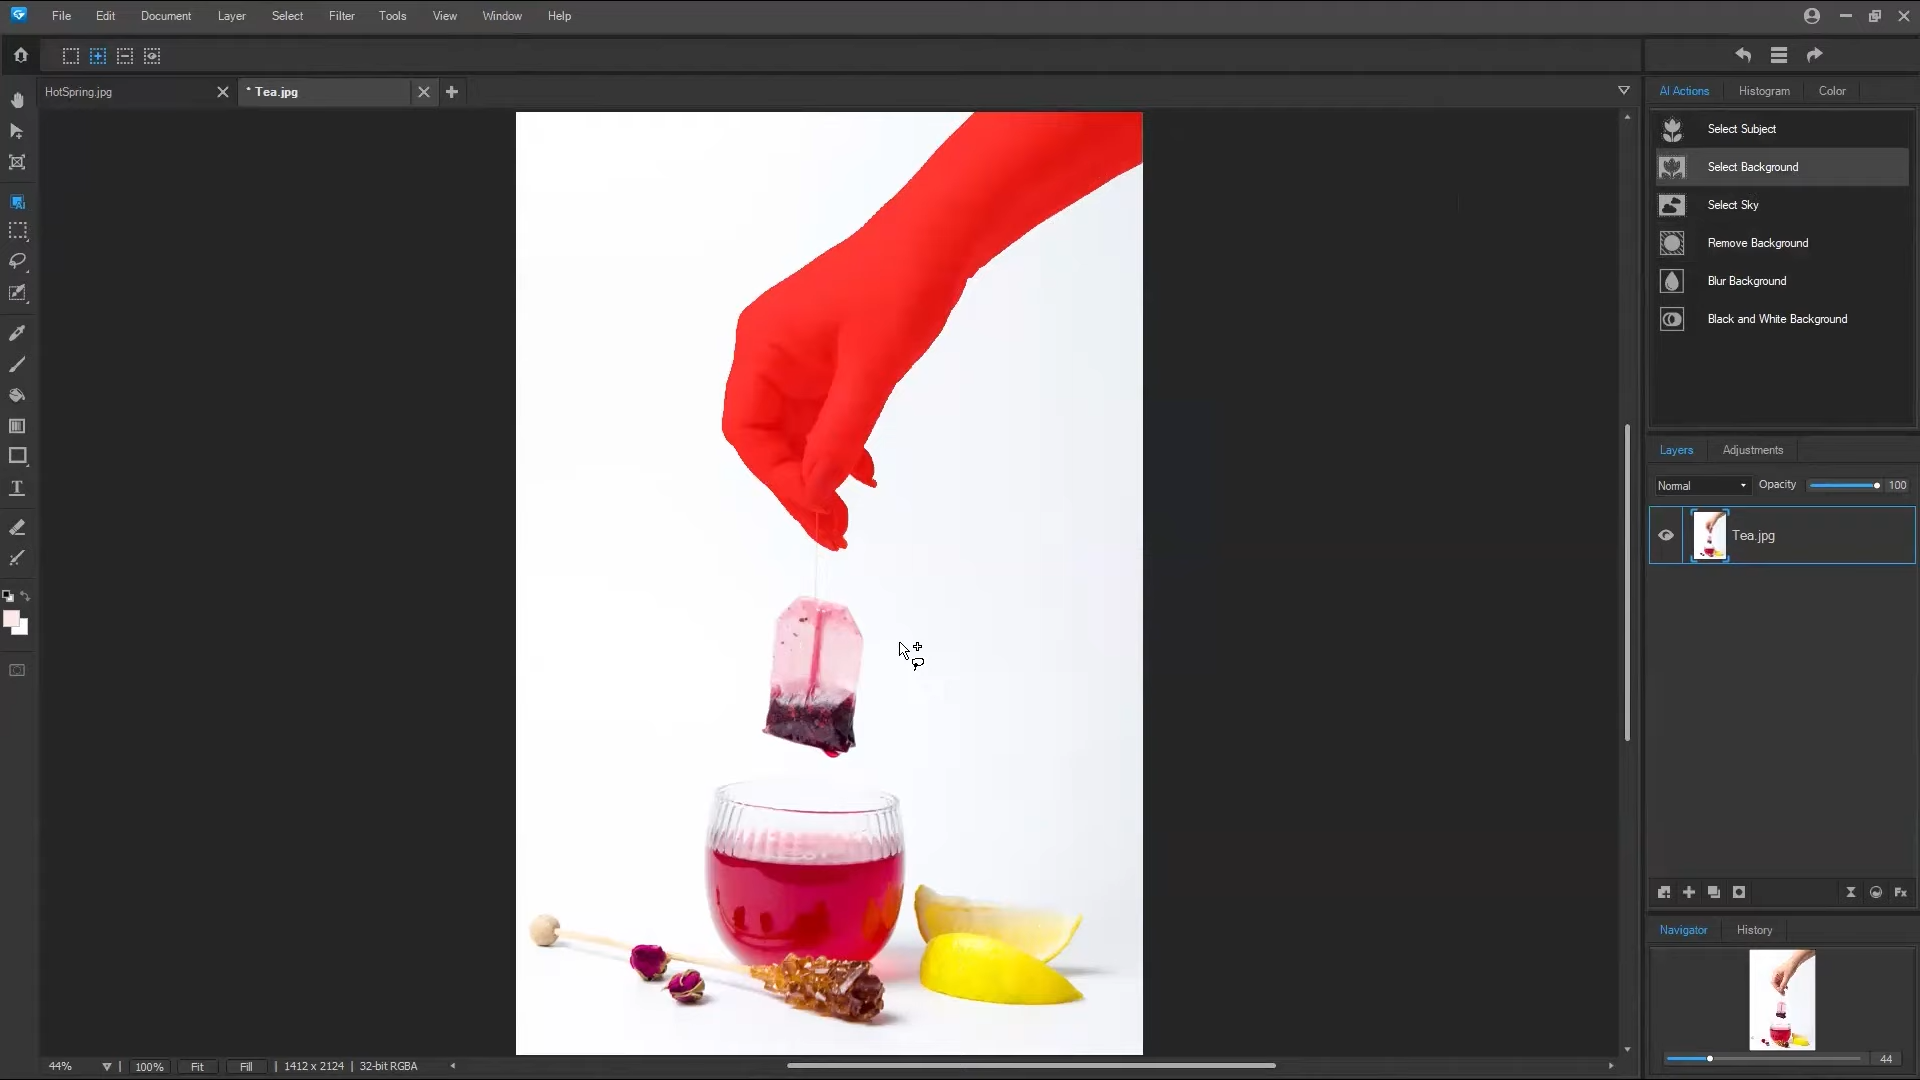 File Edit Document Layer Select Filter Tools View Window Help
HotSpring.jpg * Tea.jpg
AI Actions Histogram Color
Select Subject
Select Background
Select Sky
Remove Background
Blur Background
Black and White Background
Layers Adjustments
Normal Opacity 100
Tea.jpg
Fx
Navigator History
44
44% 100% Fit Fill 1412 x 2124 32-bit RGBA